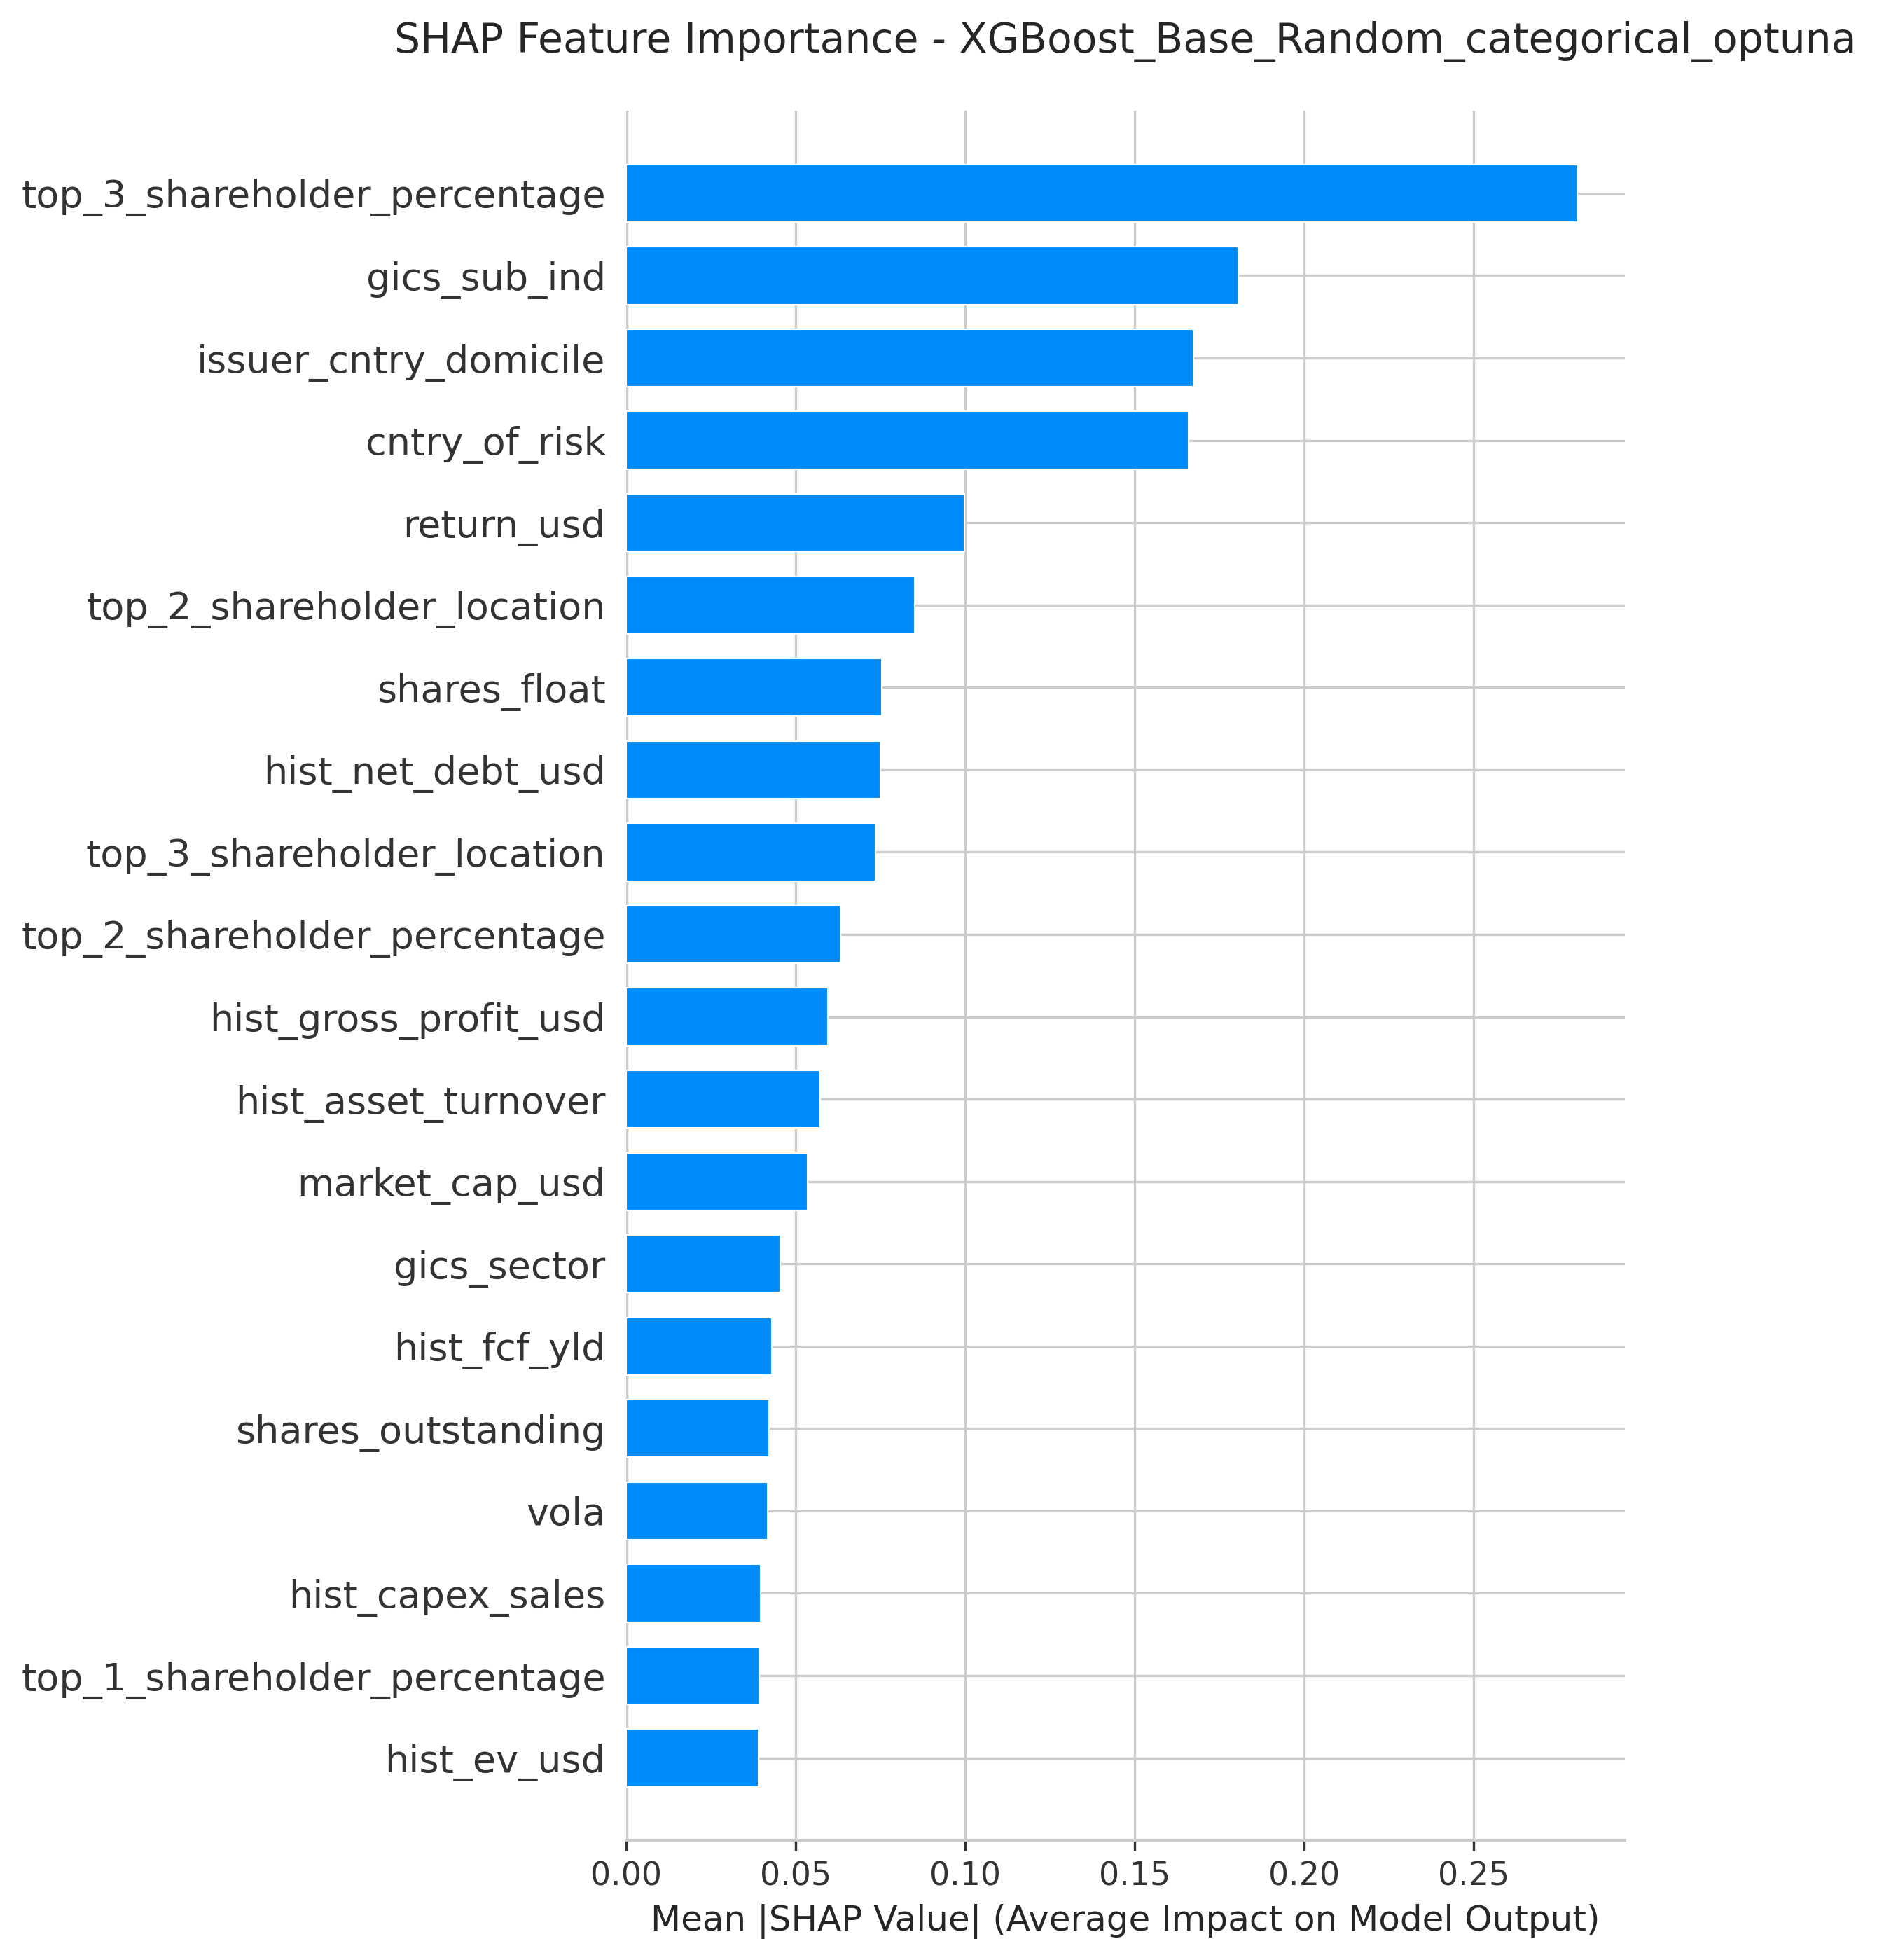 SHAP Feature Importance - XGBoost_Base_Random_categorical_optuna
top_3_shareholder_percentage
gics_sub_ind
issuer_cntry_domicile
cntry_of_risk
return_usd
top_2_shareholder_location
shares_float
hist_net_debt_usd
top_3_shareholder_location
top_2_shareholder_percentage
hist_gross_profit_usd
hist_asset_turnover
market_cap_usd
gics_sector
hist_fcf_yld
shares_outstanding
vola
hist_capex_sales
top_1_shareholder_percentage
hist_ev_usd
0.00 0.05 0.10 0.15 0.20 0.25
Mean |SHAP Value| (Average Impact on Model Output)